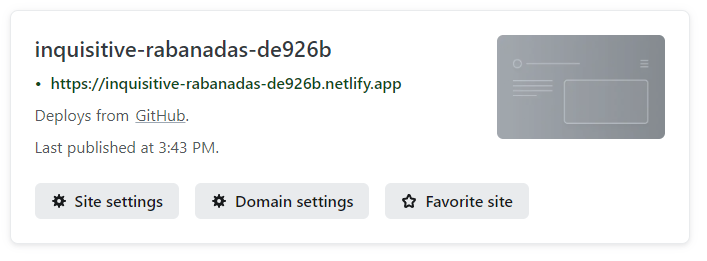 inquisitive-rabanadas-de926b
• https://inquisitive-rabanadas-de926b.netlify.app
Deploys from GitHub.
Last published at 3:43 PM.
Site settings Domain settings Favorite site